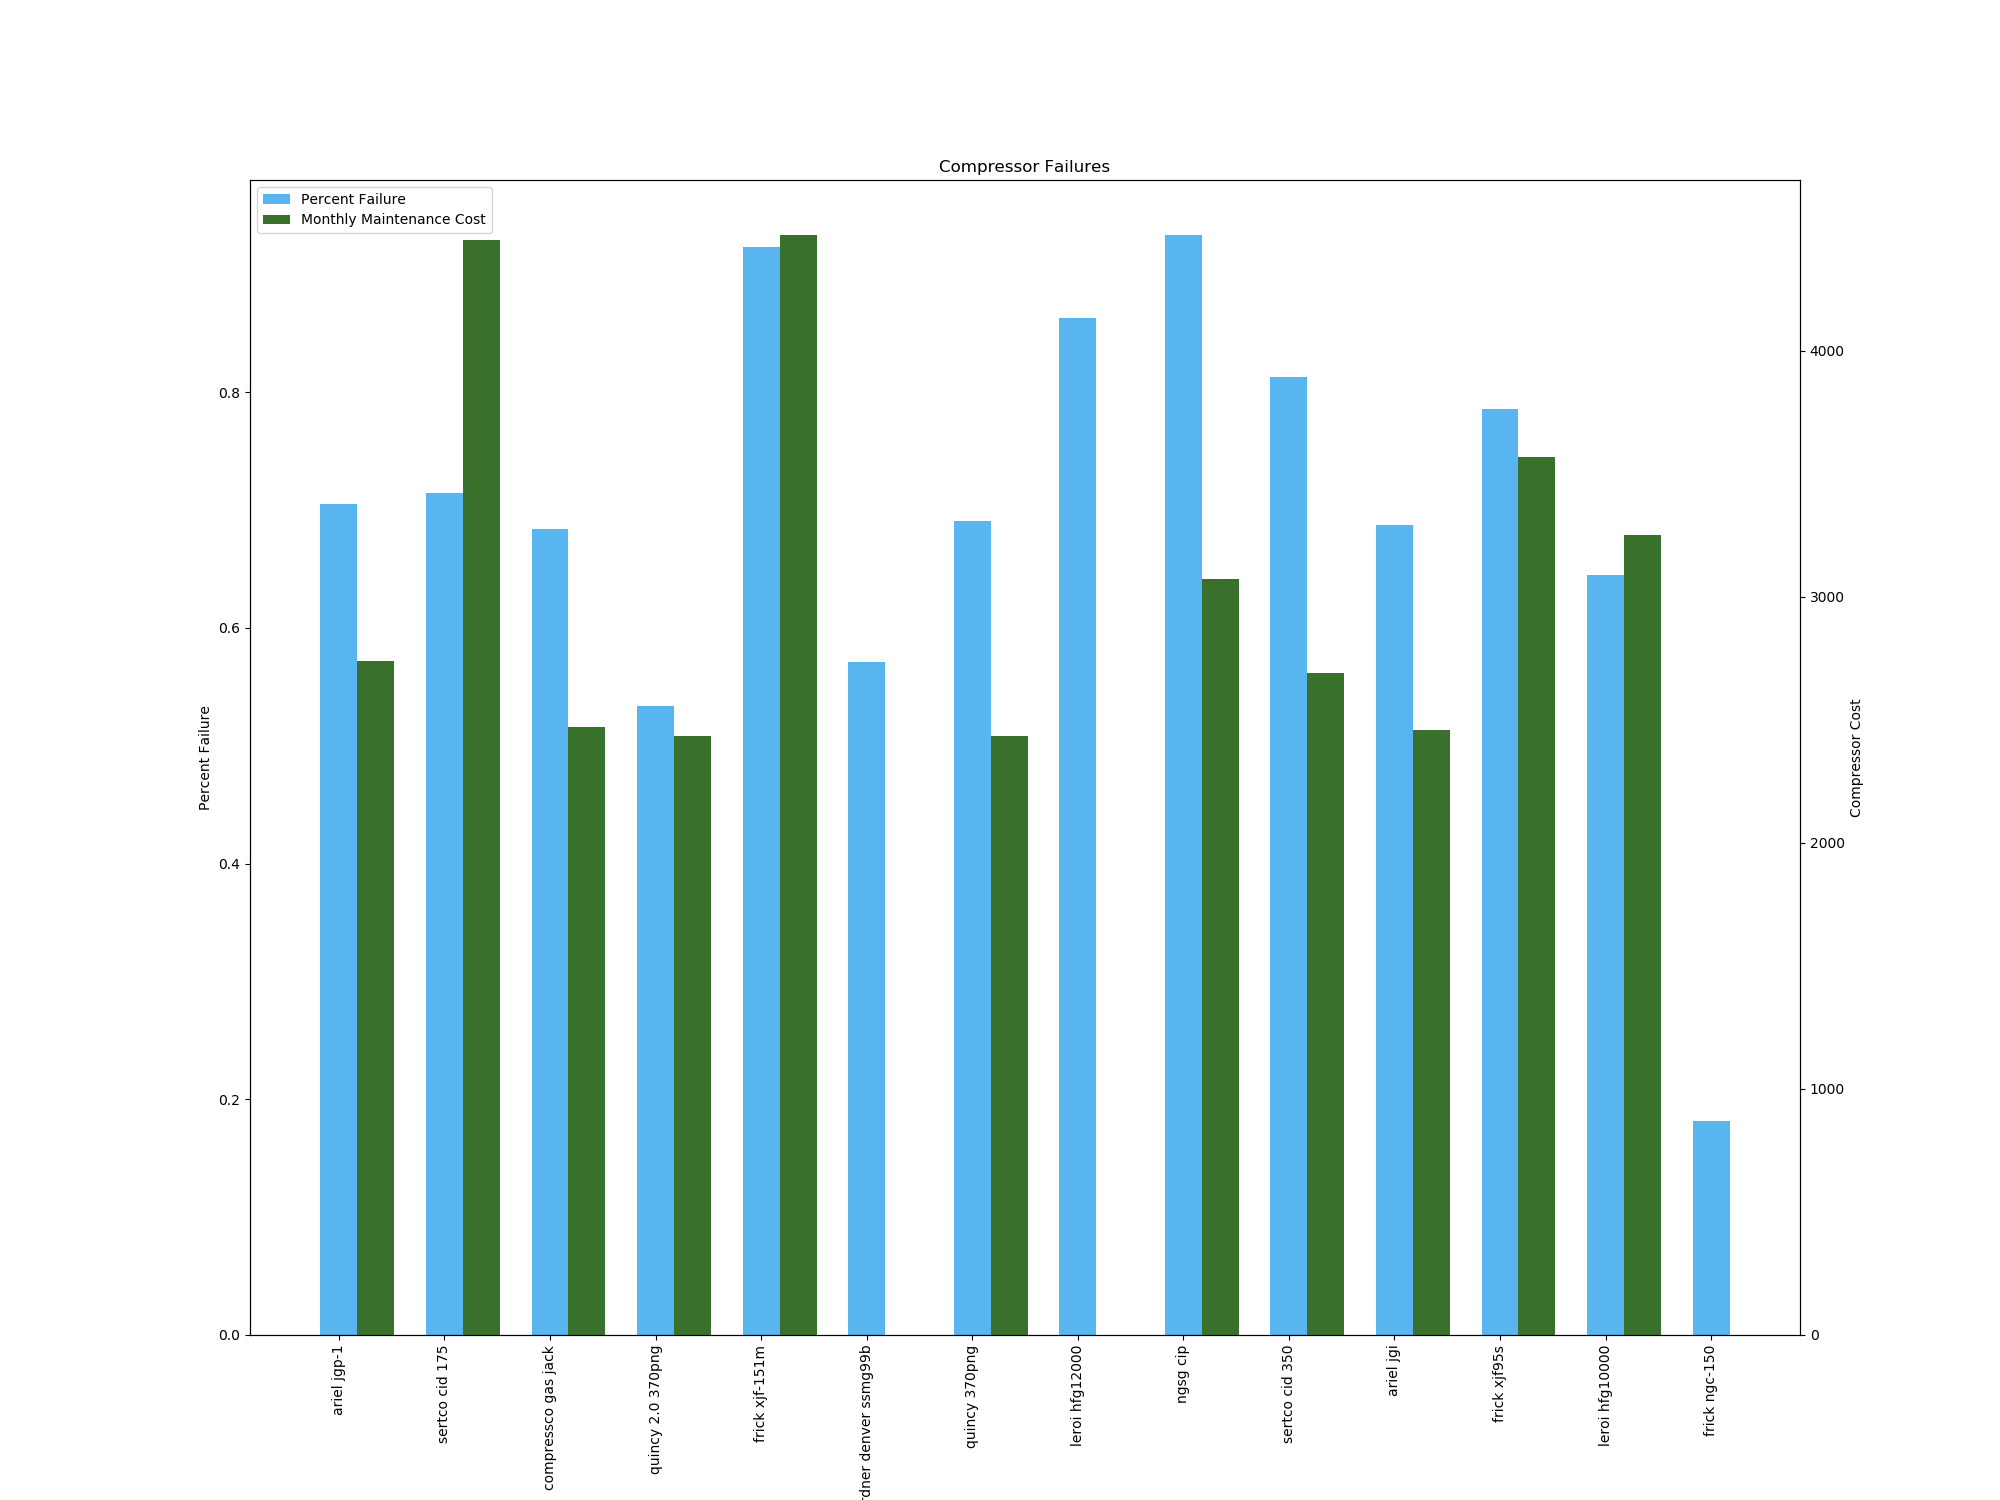 Compressor Failures
Percent Failure
Monthly Maintenance Cost
0.8
0.6
0.4
0.2
0.0
Percent Failure
4000
3000
2000
1000
0
Compressor Cost
ariel jgp-1
sertco cid 175
compressco gas jack
quincy 2.0 370png
frick xjf-151m
rdner denver ssmg99b
quincy 370png
leroi hfg12000
ngsg cip
sertco cid 350
ariel jgi
frick xjf95s
leroi hfg10000
frick ngc-150